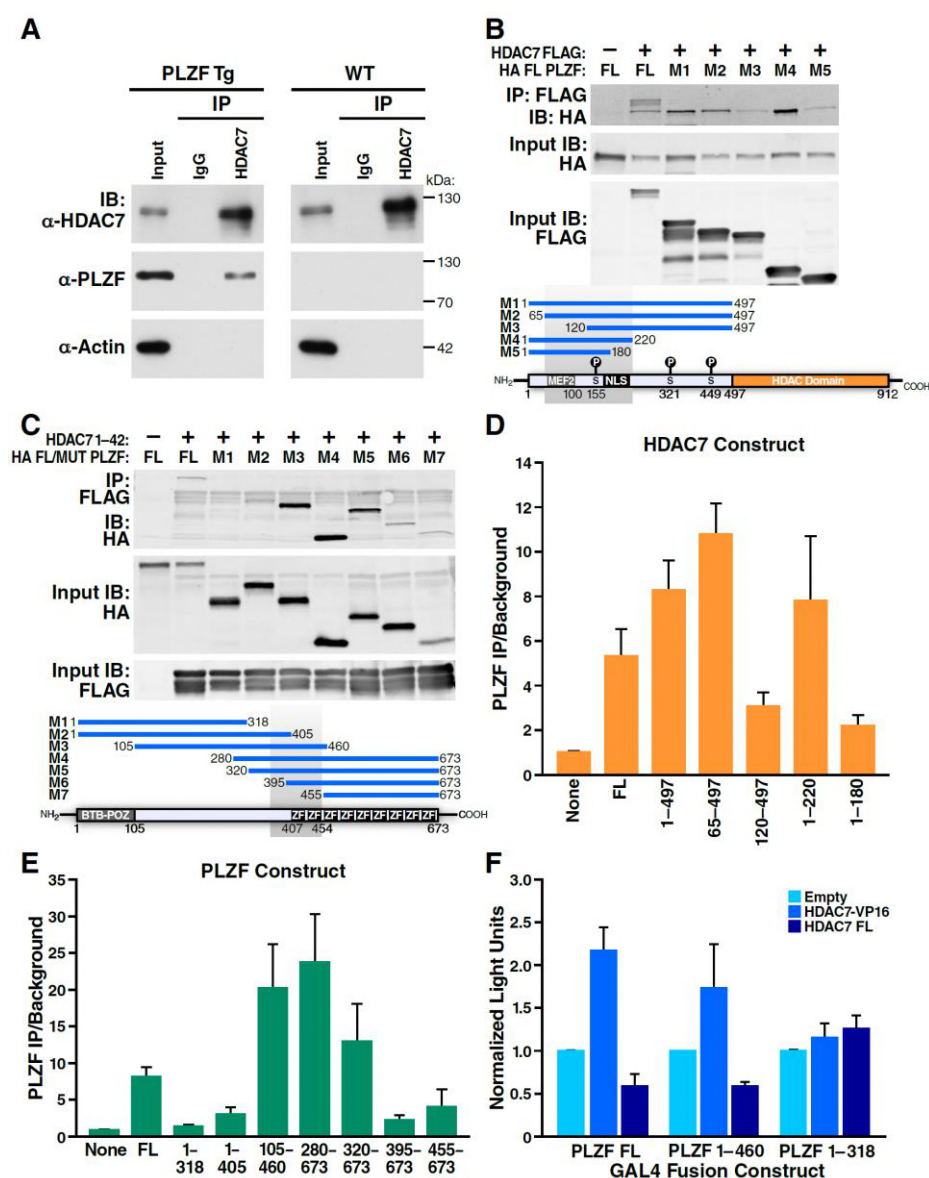 A
PLZF Tg
WT
IP
IP
Input
IgG
HDAC7
Input
IgG
HDAC7
kDa:
IB:
α-HDAC7
130
α-PLZF
130
70
α-Actin
42
B
HDAC7 FLAG: – + + + + + +
HA FL PLZF: FL FL M1 M2 M3 M4 M5
IP: FLAG
IB: HA
Input IB:
HA
Input IB:
FLAG
M1 1 497
M2 65 497
M3 120 497
M4 1 220
M5 1 180
P P P
NH2 MEF2 S NLS S S HDAC Domain COOH
1 100 155 321 449 497 912
C
HDAC7 1–42: – + + + + + + + +
HA FL/MUT PLZF: FL FL M1 M2 M3 M4 M5 M6 M7
IP:
FLAG
IB:
HA
Input IB:
HA
Input IB:
FLAG
M1 1 318
M2 1 405
M3 105 460
M4 280 673
M5 320 673
M6 395 673
M7 455 673
NH2 BTB-POZ ZF ZF ZF ZF ZF ZF ZF ZF ZF COOH
1 105 407 454 673
D
HDAC7 Construct
PLZF IP/Background
14
12
10
8
6
4
2
0
None
FL
1–497
65–497
120–497
1–220
1–180
E
PLZF Construct
PLZF IP/Background
35
30
25
20
15
10
5
0
None FL 1– 1– 105– 280– 320– 395– 455–
318 405 460 673 673 673 673
F
Normalized Light Units
3.0
2.5
2.0
1.5
1.0
0.5
0
Empty
HDAC7-VP16
HDAC7 FL
PLZF FL PLZF 1–460 PLZF 1–318
GAL4 Fusion Construct